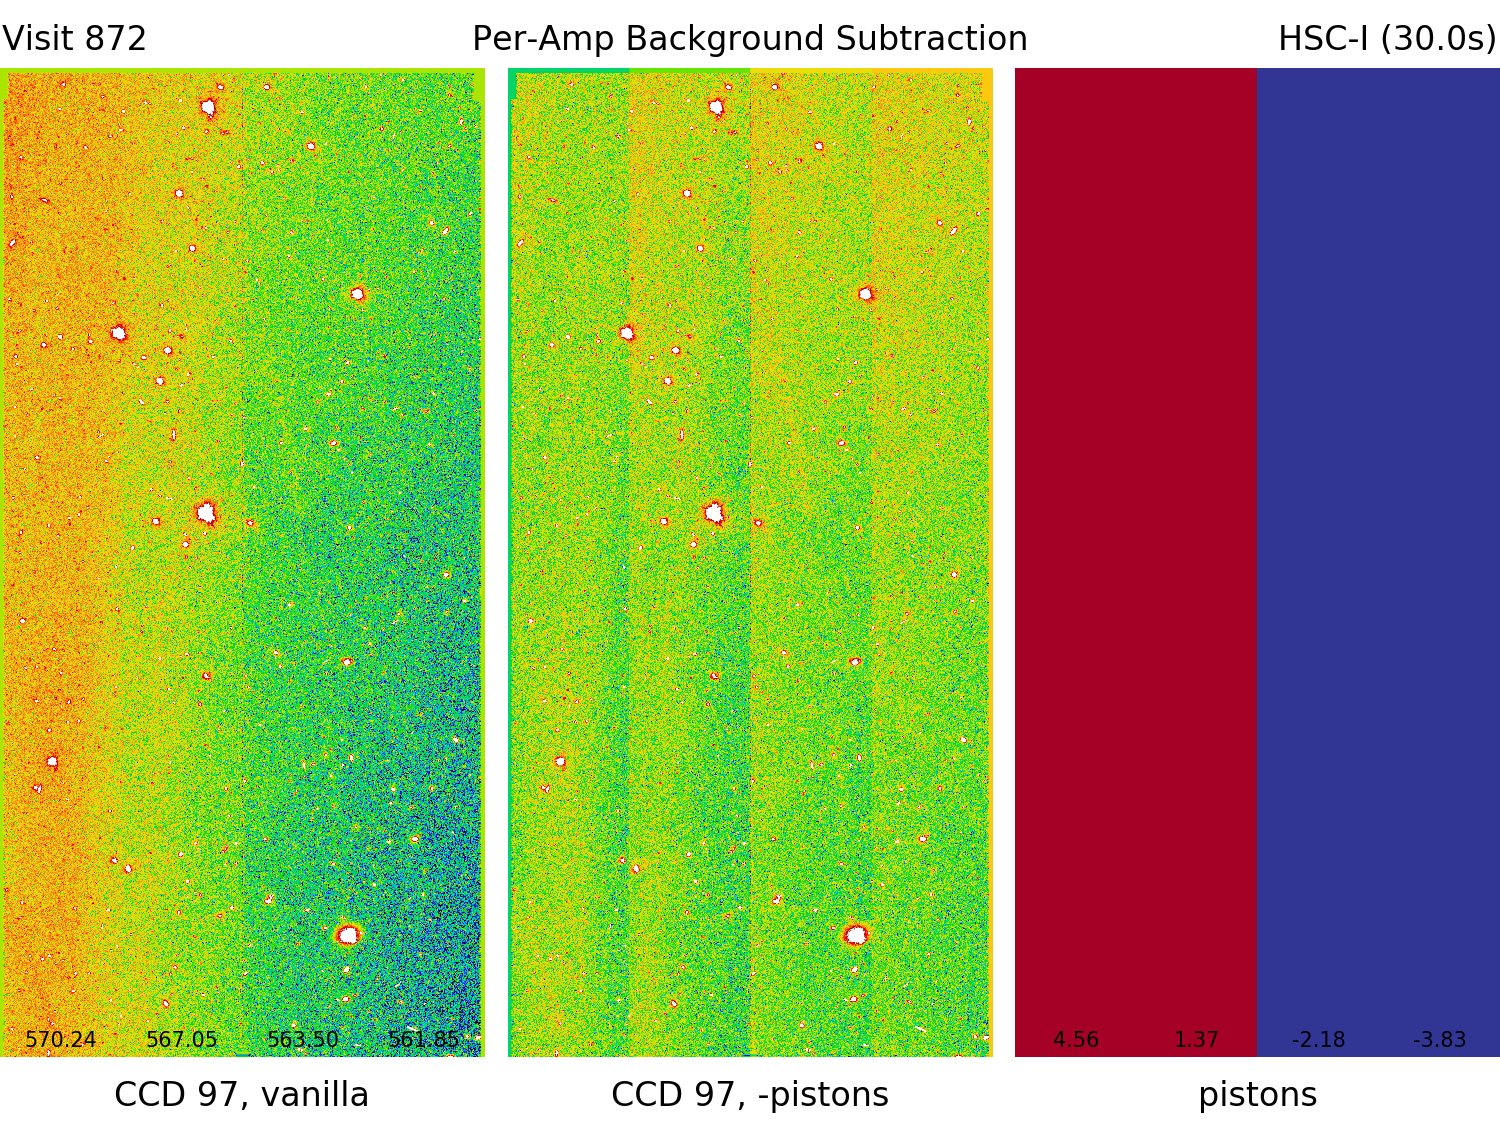 Visit 872 Per-Amp Background Subtraction HSC-I (30.0s)
570.24 567.05 563.50 561.85 4.56 1.37 -2.18 -3.83
CCD 97, vanilla CCD 97, -pistons pistons